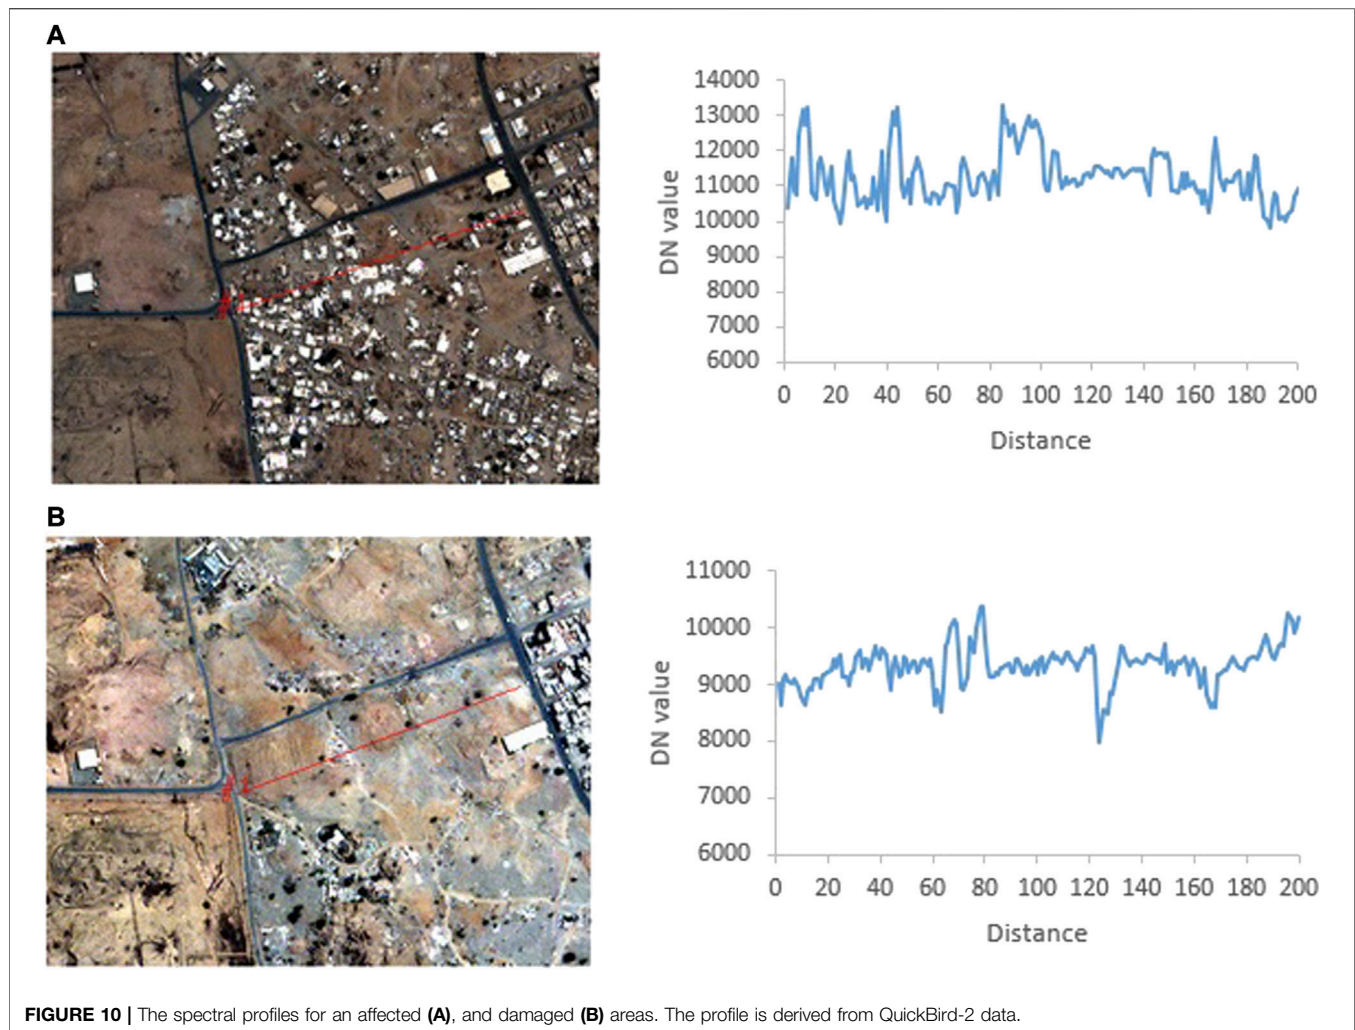 A
14000
13000
12000
11000
10000
9000
8000
7000
6000
DN value
0 20 40 60 80 100 120 140 160 180 200
Distance
B
11000
10000
9000
8000
7000
6000
DN value
0 20 40 60 80 100 120 140 160 180 200
Distance
FIGURE 10 | The spectral profiles for an affected (A), and damaged (B) areas. The profile is derived from QuickBird-2 data.